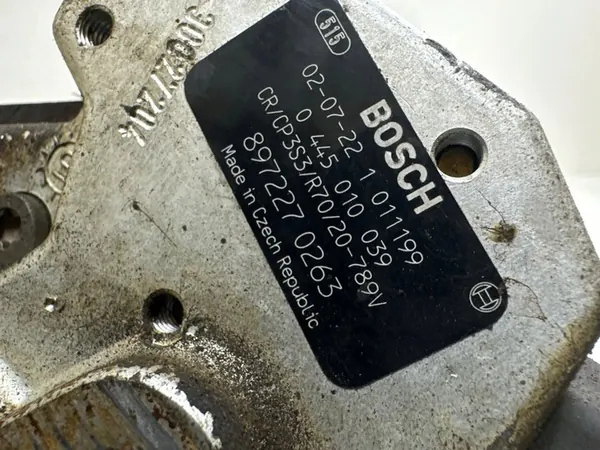 515
BOSCH
02-07-22 1 011199
0 445 010 039
CR/CP3S3/R70/20-789V
897227 0263
Made in Czech Republic